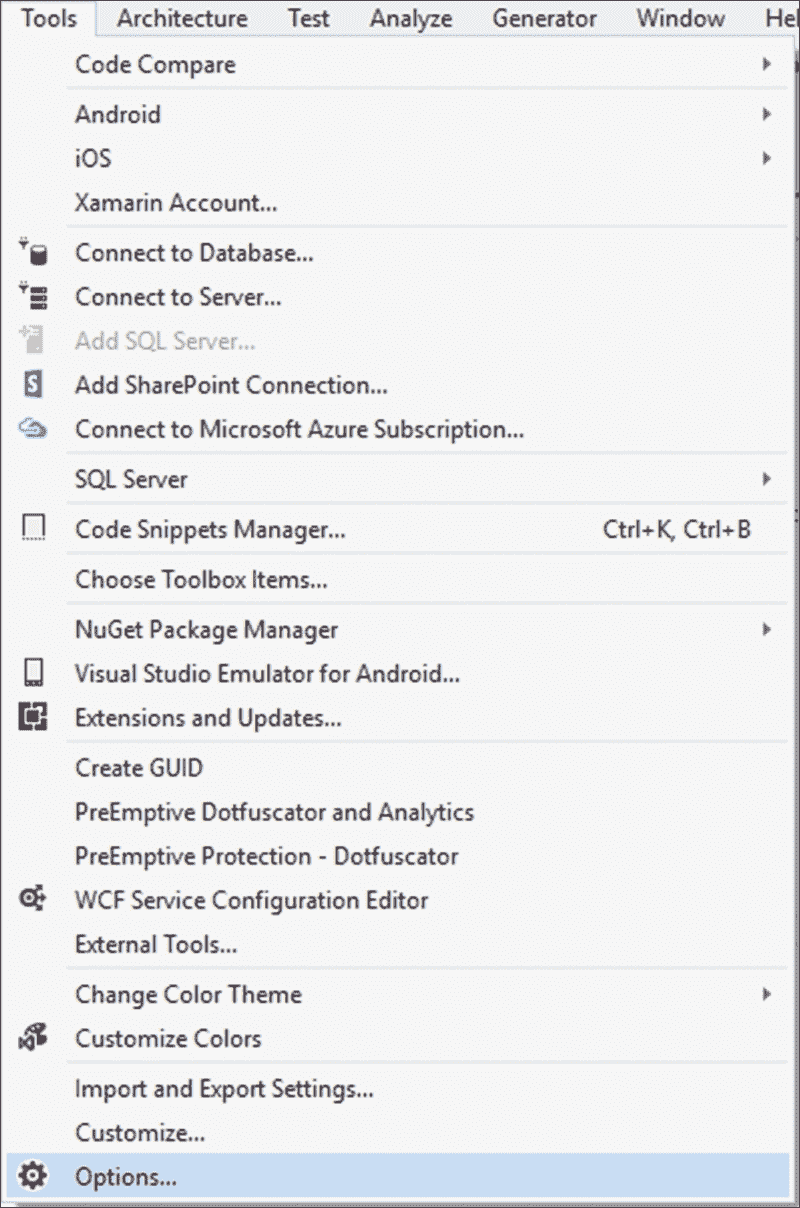 Tools Architecture Test Analyze Generator Window Hel
Code Compare
Android
iOS
Xamarin Account...
Connect to Database...
Connect to Server...
Add SQL Server...
Add SharePoint Connection...
Connect to Microsoft Azure Subscription...
SQL Server
Code Snippets Manager... Ctrl+K, Ctrl+B
Choose Toolbox Items...
NuGet Package Manager
Visual Studio Emulator for Android...
Extensions and Updates...
Create GUID
PreEmptive Dotfuscator and Analytics
PreEmptive Protection - Dotfuscator
WCF Service Configuration Editor
External Tools...
Change Color Theme
Customize Colors
Import and Export Settings...
Customize...
Options...